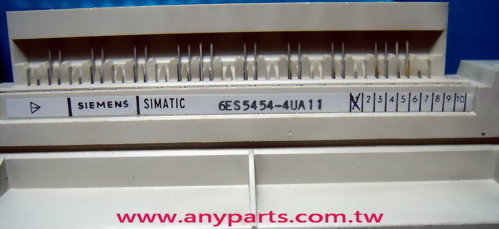 SIEMENS SIMATIC 6ES5454-4UA11 2 3 4 5 6 7 8 9 10
www.anyparts.com.tw